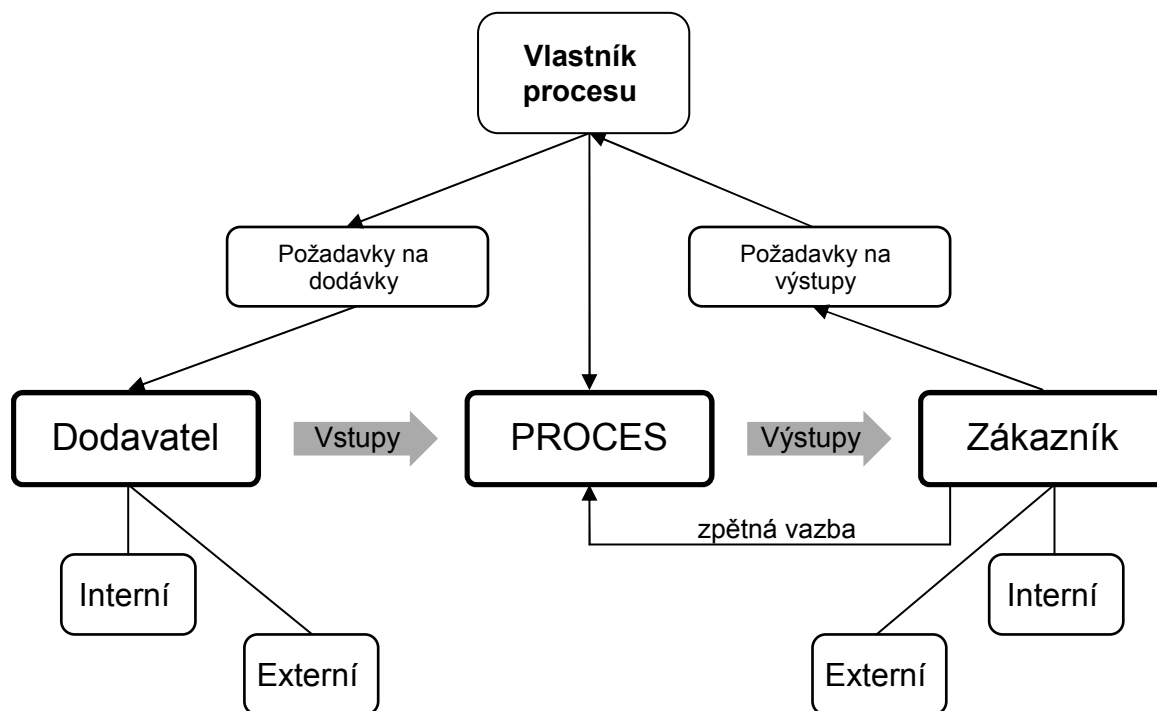 Vlastník
procesu
Požadavky na
dodávky
Požadavky na
výstupy
Dodavatel
Vstupy
PROCES
Výstupy
Zákazník
zpětná vazba
Interní
Interní
Externí
Externí